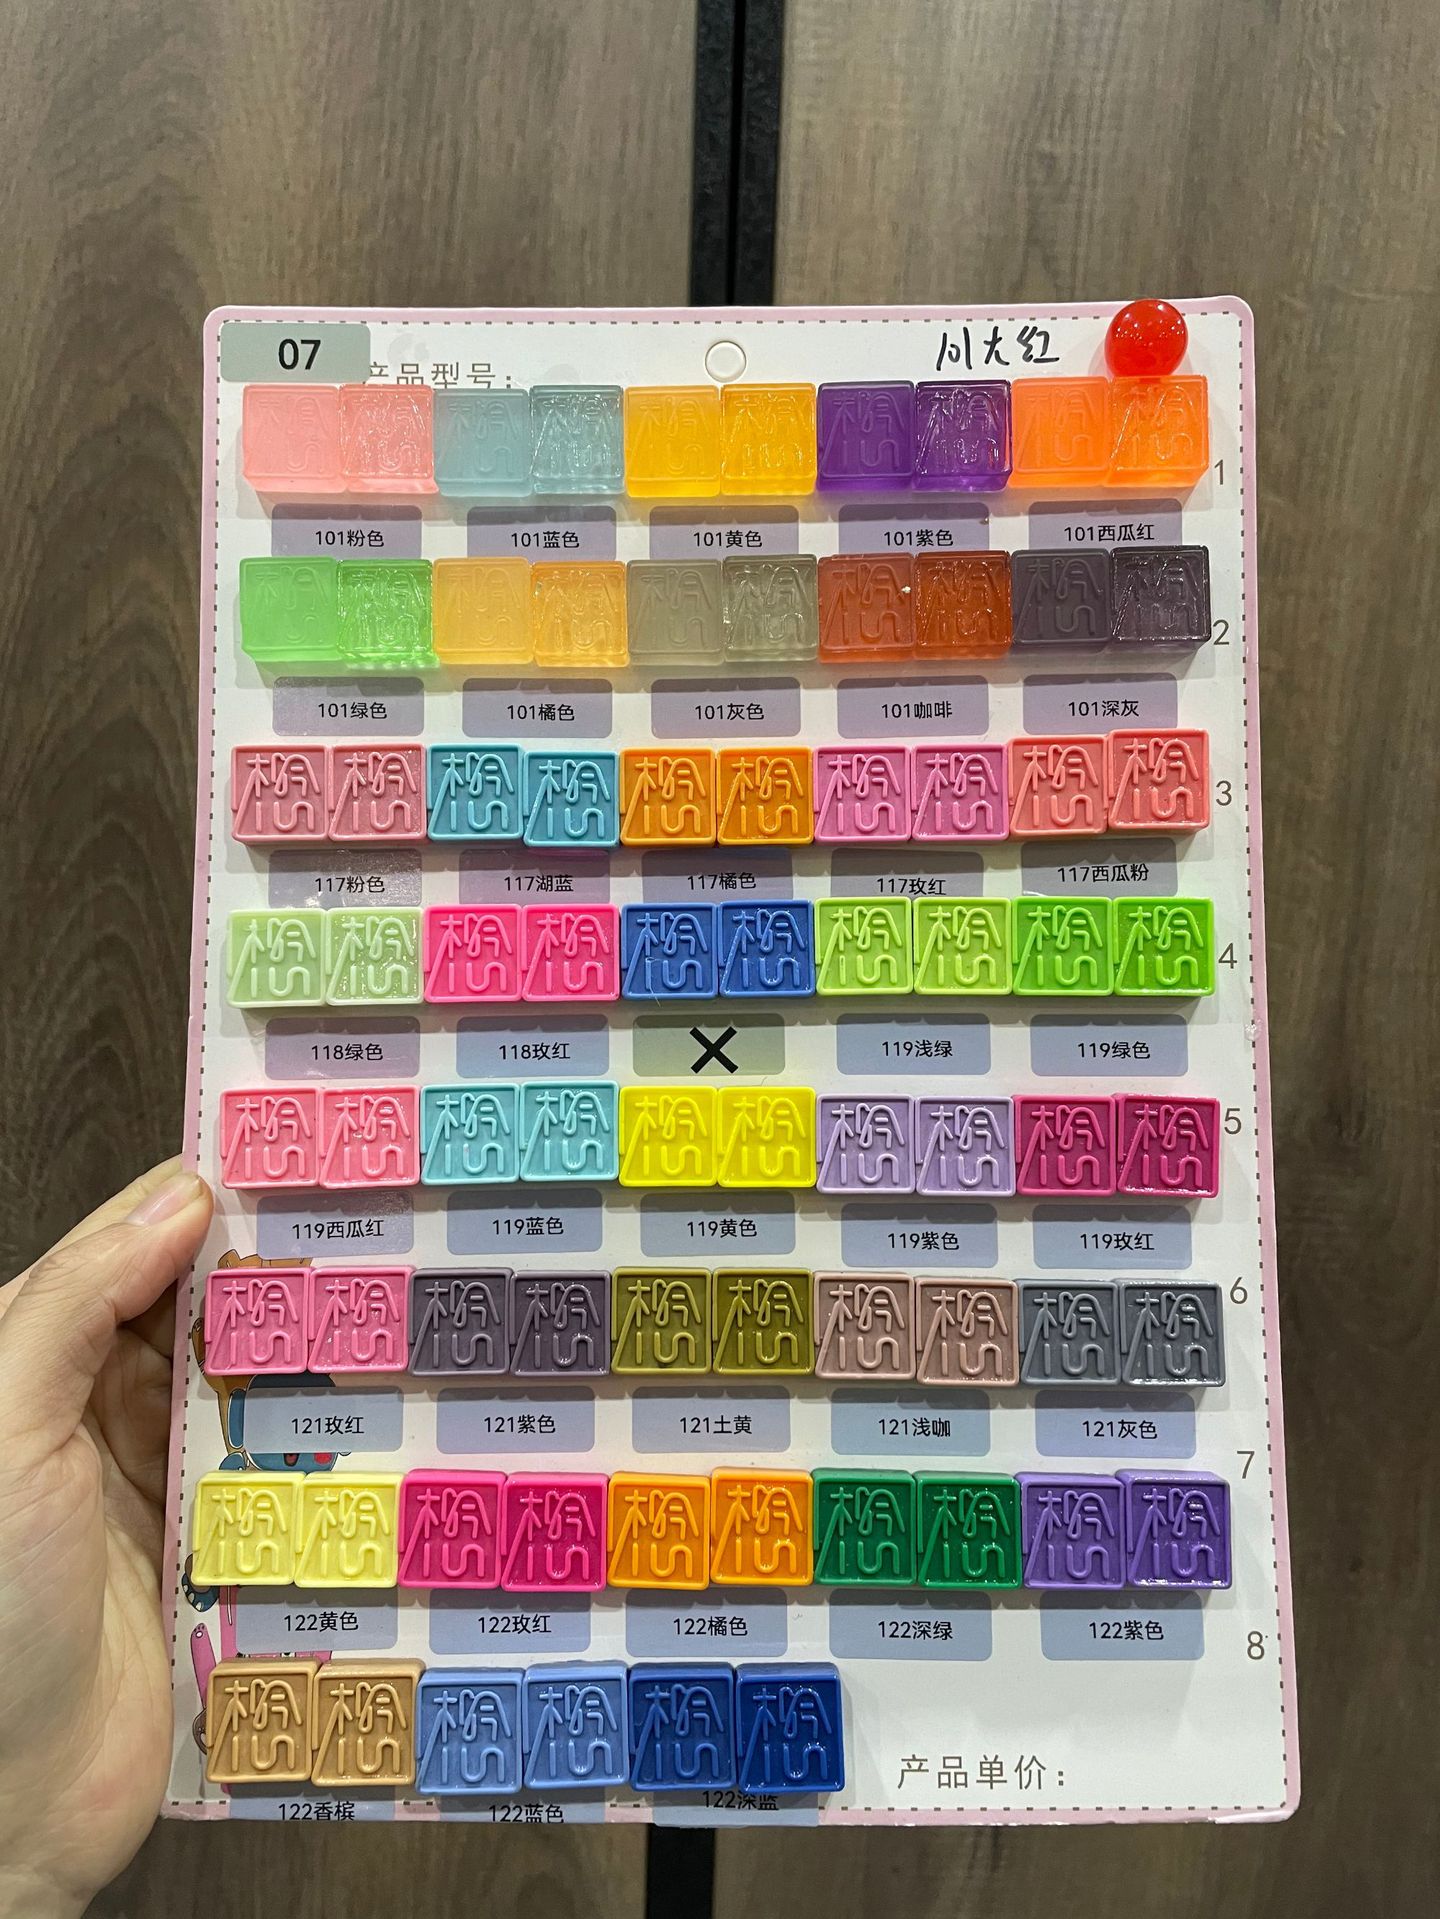 07
产品型号：
101大红
1
101粉色 101蓝色 101黄色 101紫色 101西瓜红
2
101绿色 101橘色 101灰色 101咖啡 101深灰
3
117粉色 117湖蓝 117橘色 117玫红 117西瓜粉
4
118绿色 118玫红 × 119浅绿 119绿色
5
119西瓜红 119蓝色 119黄色 119紫色 119玫红
6
121玫红 121紫色 121土黄 121浅咖 121灰色
7
122黄色 122玫红 122橘色 122深绿 122紫色
8
产品单价：
122香槟 122蓝色 122深蓝